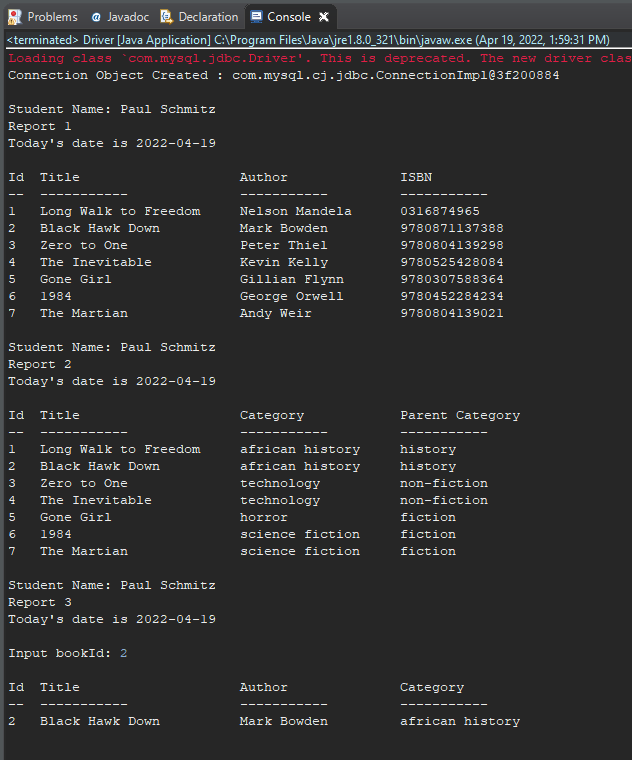 Problems @ Javadoc Declaration Console
<terminated> Driver [Java Application] C:\Program Files\Java\jre1.8.0_321\bin\javaw.exe (Apr 19, 2022, 1:59:31 PM)
Loading class `com.mysql.jdbc.Driver'. This is deprecated. The new driver clas
Connection Object Created : com.mysql.cj.jdbc.ConnectionImpl@3f200884
Student Name: Paul Schmitz
Report 1
Today's date is 2022-04-19
Id Title Author ISBN
-- ----------- ----------- -----------
1 Long Walk to Freedom Nelson Mandela 0316874965
2 Black Hawk Down Mark Bowden 9780871137388
3 Zero to One Peter Thiel 9780804139298
4 The Inevitable Kevin Kelly 9780525428084
5 Gone Girl Gillian Flynn 9780307588364
6 1984 George Orwell 9780452284234
7 The Martian Andy Weir 9780804139021
Student Name: Paul Schmitz
Report 2
Today's date is 2022-04-19
Id Title Category Parent Category
-- ----------- ----------- -----------
1 Long Walk to Freedom african history history
2 Black Hawk Down african history history
3 Zero to One technology non-fiction
4 The Inevitable technology non-fiction
5 Gone Girl horror fiction
6 1984 science fiction fiction
7 The Martian science fiction fiction
Student Name: Paul Schmitz
Report 3
Today's date is 2022-04-19
Input bookId: 2
Id Title Author Category
-- ----------- ----------- -----------
2 Black Hawk Down Mark Bowden african history